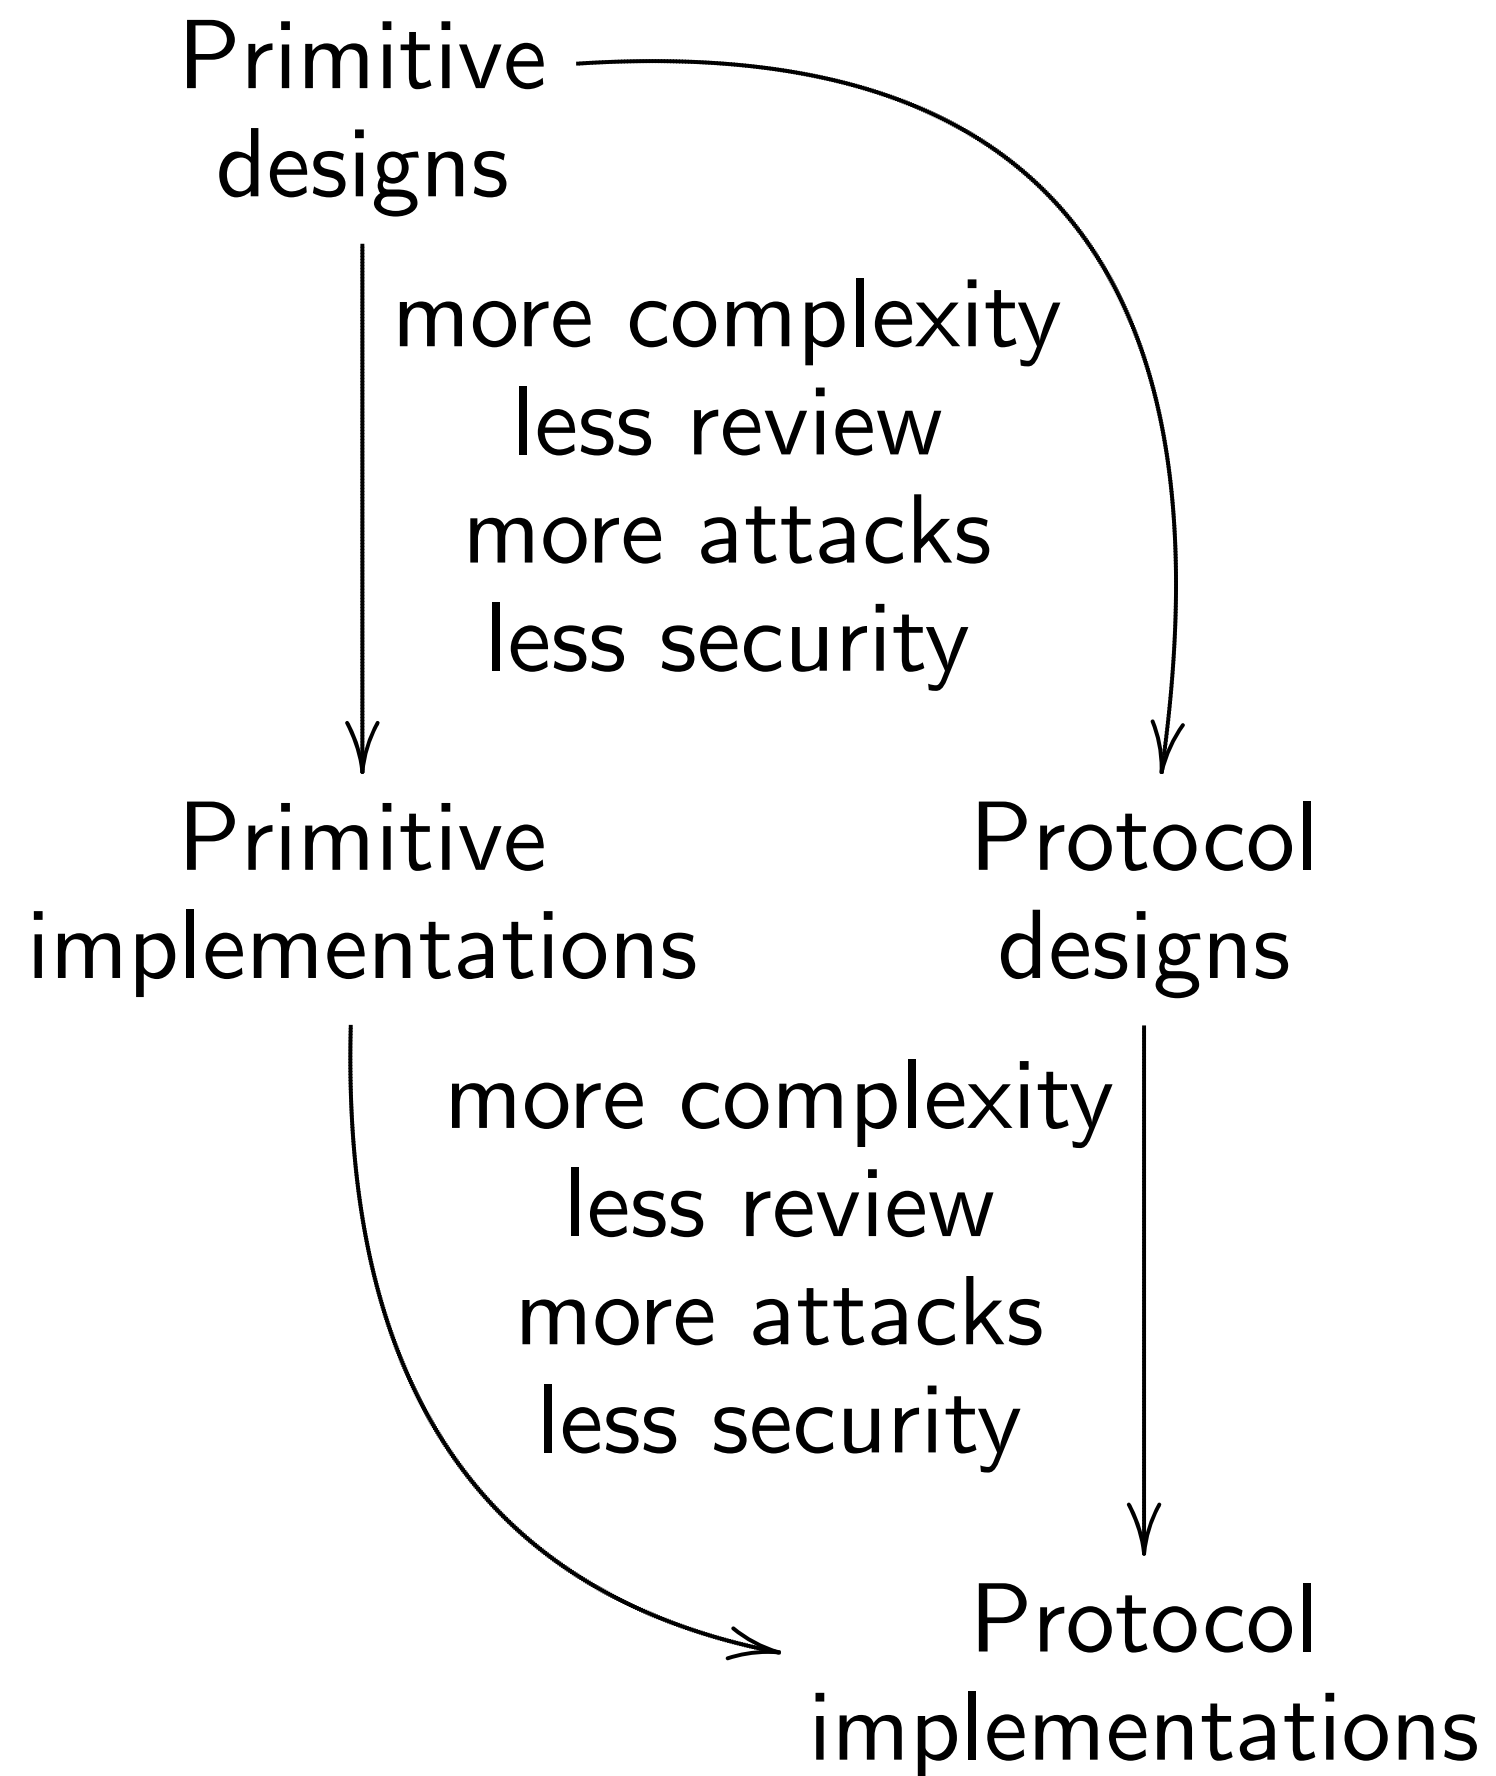 Primitive
designs
more complexity
less review
more attacks
less security
Primitive
implementations
Protocol
designs
more complexity
less review
more attacks
less security
Protocol
implementations